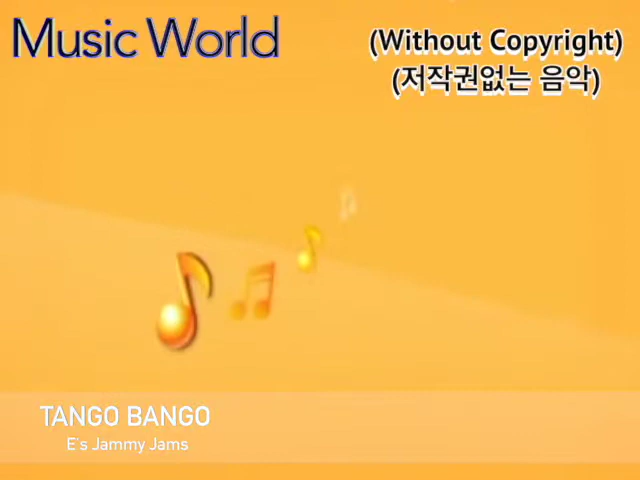 Music World
(Without Copyright)
(저작권없는 음악)
TANGO BANGO
E's Jammy Jams